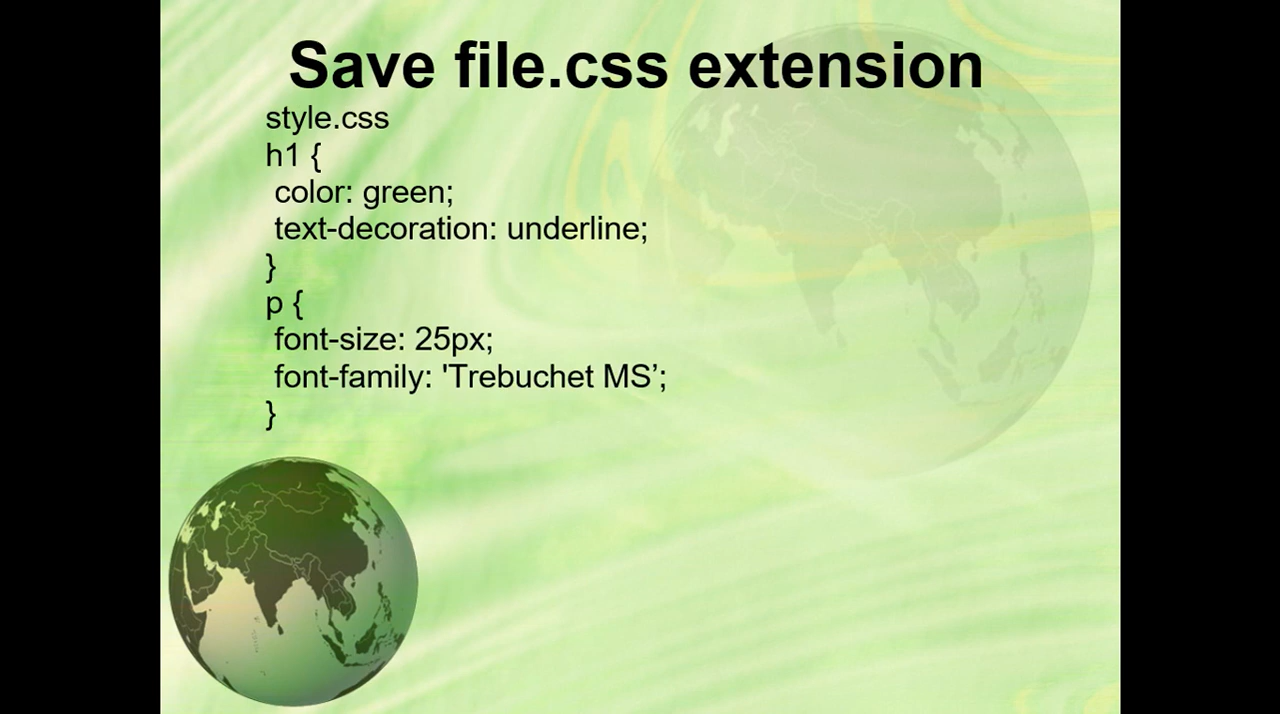 Save file.css extension
style.css
h1 {
color: green;
text-decoration: underline;
}
p {
font-size: 25px;
font-family: 'Trebuchet MS’;
}